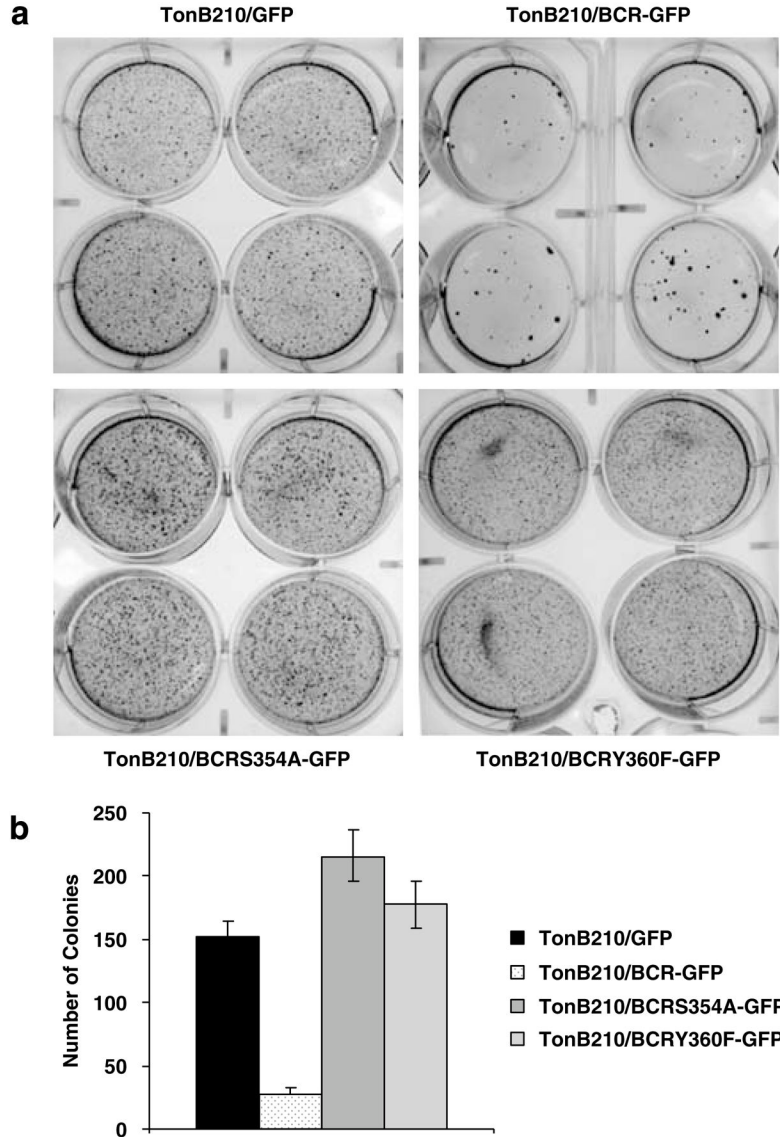 a
TonB210/GFP TonB210/BCR-GFP
TonB210/BCRS354A-GFP TonB210/BCRY360F-GFP
b
Number of Colonies
250
200
150
100
50
0
TonB210/GFP
TonB210/BCR-GFP
TonB210/BCRS354A-GFP
TonB210/BCRY360F-GFP